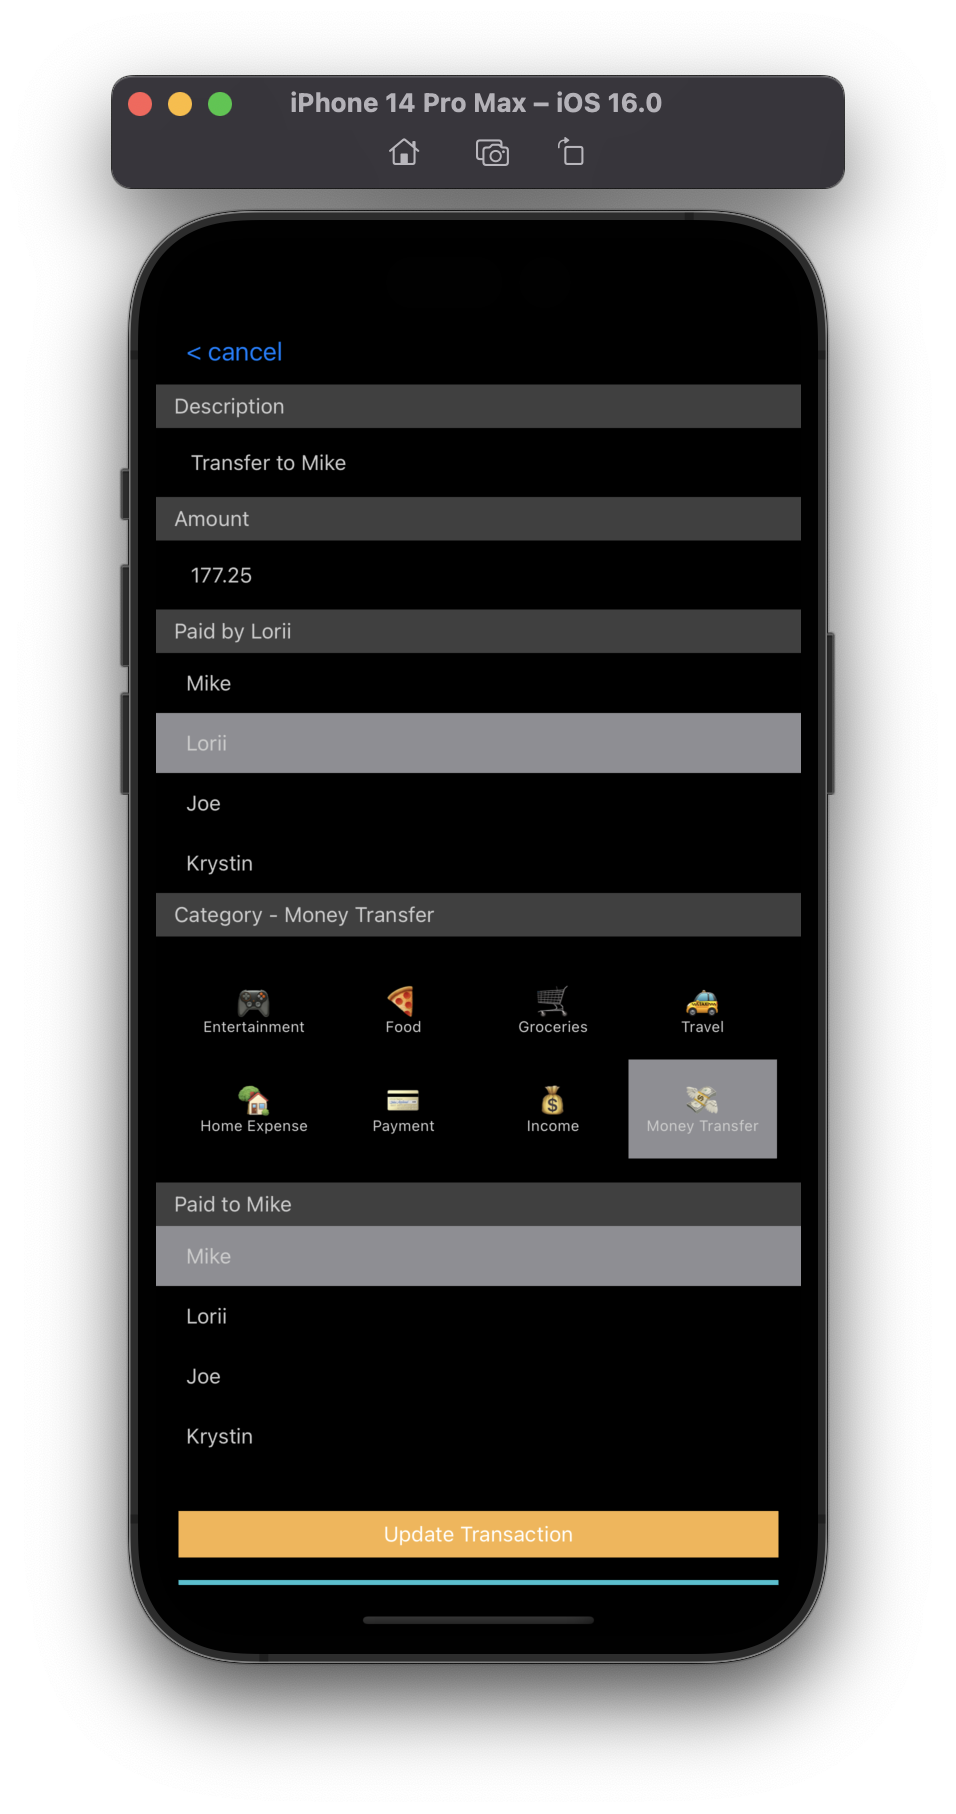 iPhone 14 Pro Max – iOS 16.0
< cancel
Description
Transfer to Mike
Amount
177.25
Paid by Lorii
Mike
Lorii
Joe
Krystin
Category - Money Transfer
Entertainment Food Groceries Travel
Home Expense Payment Income Money Transfer
Paid to Mike
Mike
Lorii
Joe
Krystin
Update Transaction